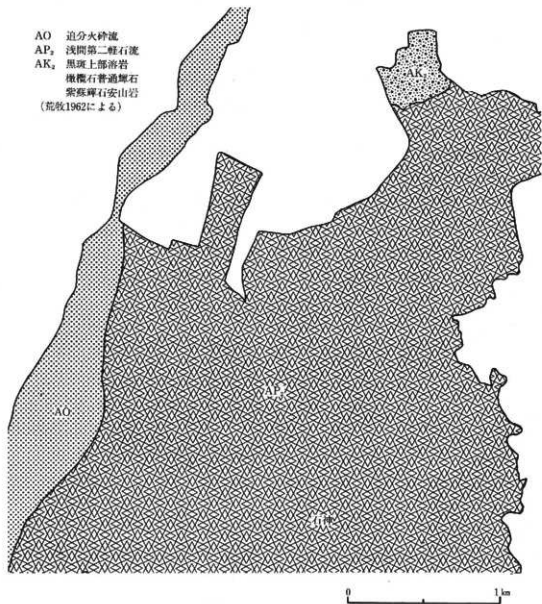 AO 追分火砕流
AP₂ 浅間第二軽石流
AK₂ 黒斑上部溶岩
橄欖石普通輝石
紫蘇輝石安山岩
(荒牧1962による)
AK
AO
AP
0 1km